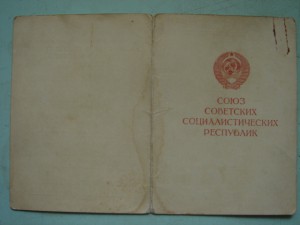 СОЮЗ
СОВЕТСКИХ
СОЦИАЛИСТИЧЕСКИХ
РЕСПУБЛИК